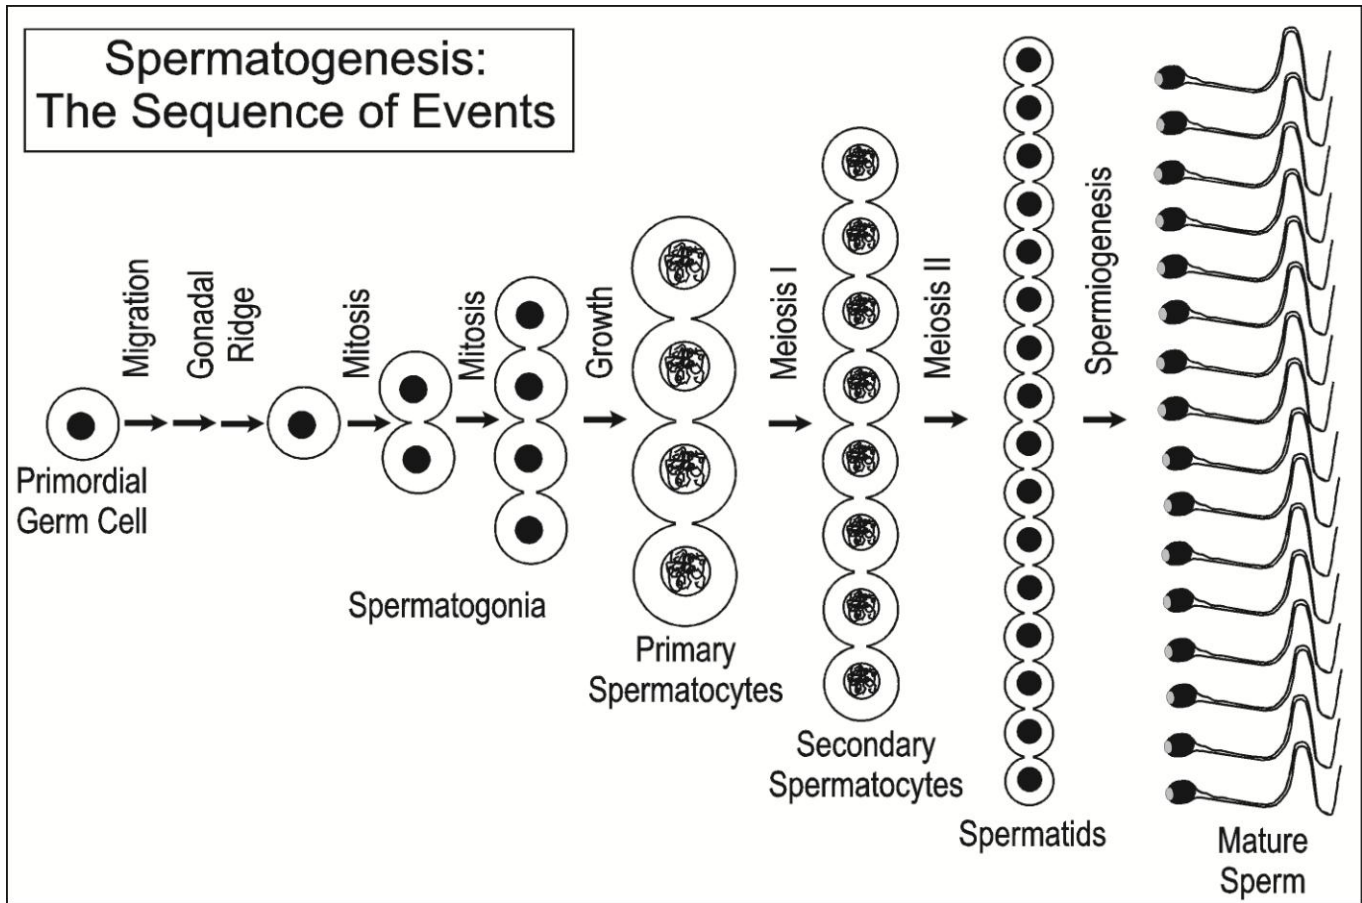 Spermatogenesis:
The Sequence of Events
Migration
Gonadal
Ridge
Mitosis
Mitosis
Growth
Meiosis I
Meiosis II
Spermiogenesis
Primordial
Germ Cell
Spermatogonia
Primary
Spermatocytes
Secondary
Spermatocytes
Spermatids
Mature
Sperm